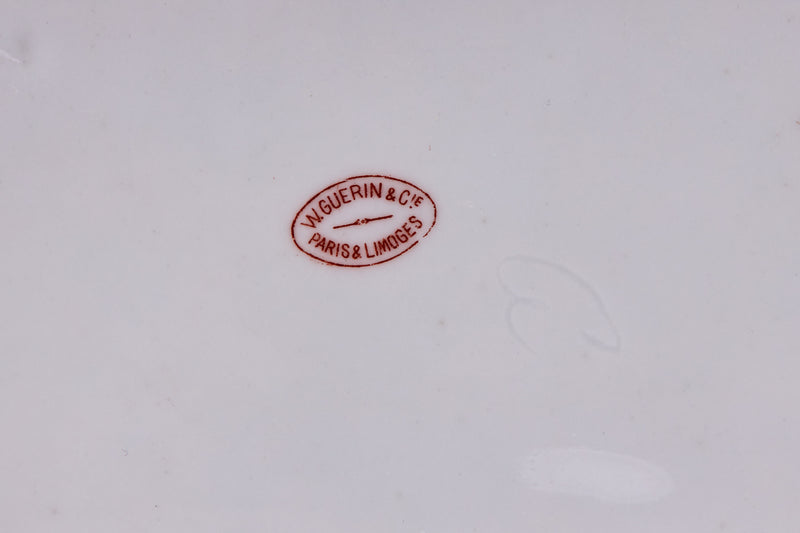 W.GUERIN & CIE
PARIS & LIMOGES